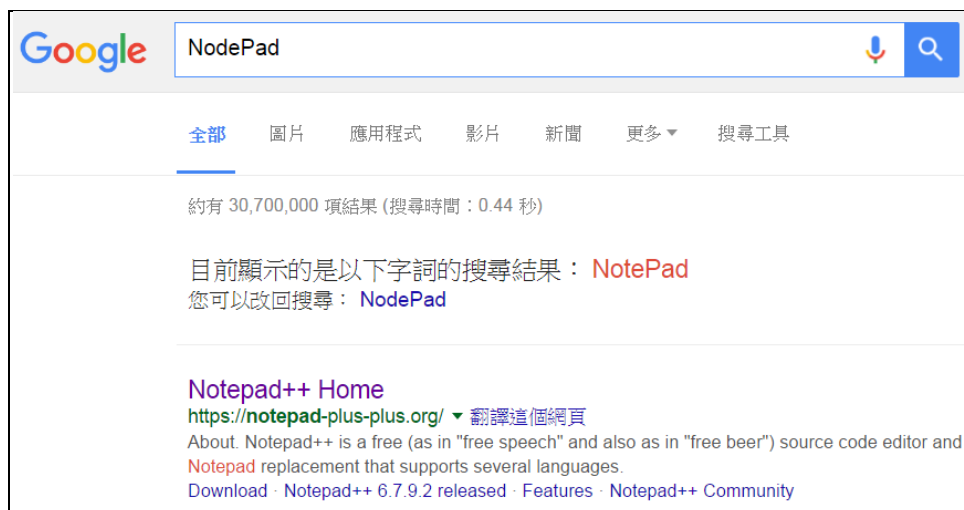 Google NodePad
全部 圖片 應用程式 影片 新聞 更多 搜尋工具
約有 30,700,000 項結果 (搜尋時間：0.44 秒)
目前顯示的是以下字詞的搜尋結果： NotePad
您可以改回搜尋： NodePad
Notepad++ Home
https://notepad-plus-plus.org/ 翻譯這個網頁
About. Notepad++ is a free (as in "free speech" and also as in "free beer") source code editor and
Notepad replacement that supports several languages.
Download · Notepad++ 6.7.9.2 released · Features · Notepad++ Community